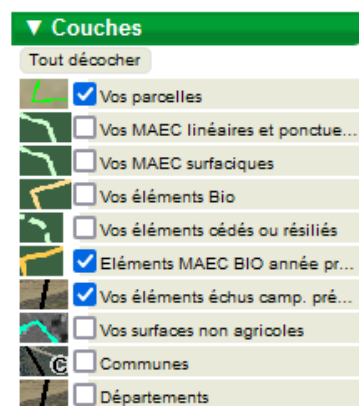 ▼ Couches
Tout décocher
Vos parcelles
Vos MAEC linéaires et ponctue...
Vos MAEC surfaciques
Vos éléments Bio
Vos éléments cédés ou résiliés
Eléments MAEC BIO année pr...
Vos éléments échus camp. pré...
Vos surfaces non agricoles
C Communes
Départements